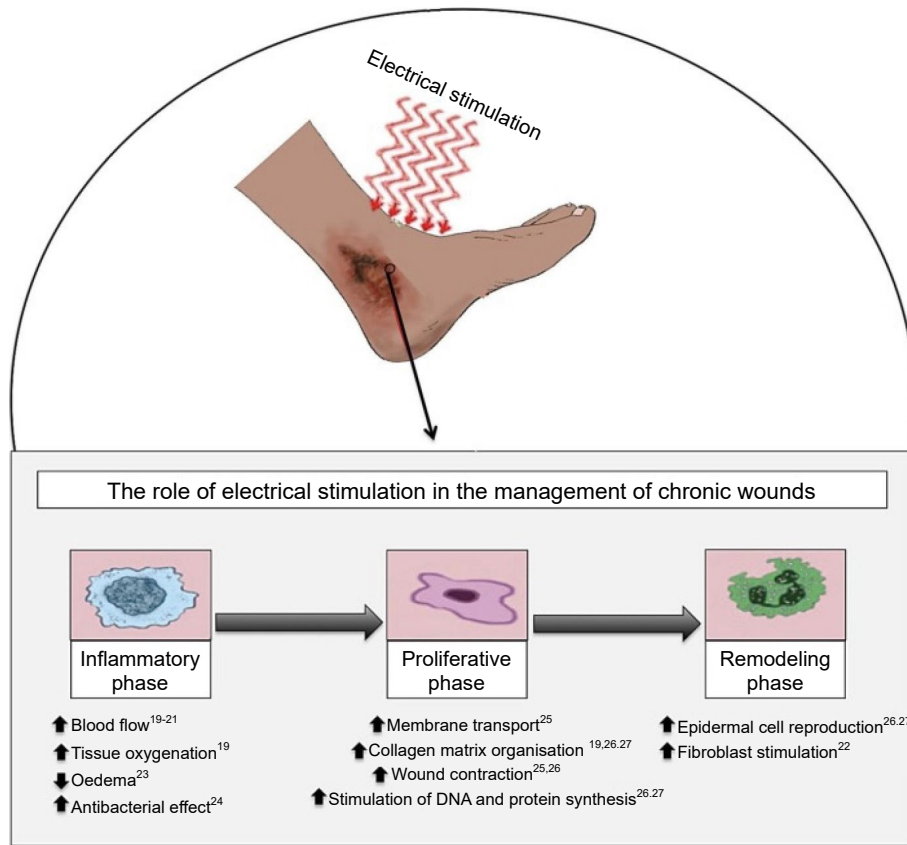 Electrical stimulation
The role of electrical stimulation in the management of chronic wounds
Inflammatory
phase
Proliferative
phase
Remodeling
phase
⬆Blood flow19-21
⬆Tissue oxygenation19
⬇Oedema23
⬆Antibacterial effect24
⬆Membrane transport25
⬆Collagen matrix organisation 19,26.27
⬆Wound contraction25,26
⬆Stimulation of DNA and protein synthesis26.27
⬆Epidermal cell reproduction26.27
⬆Fibroblast stimulation22